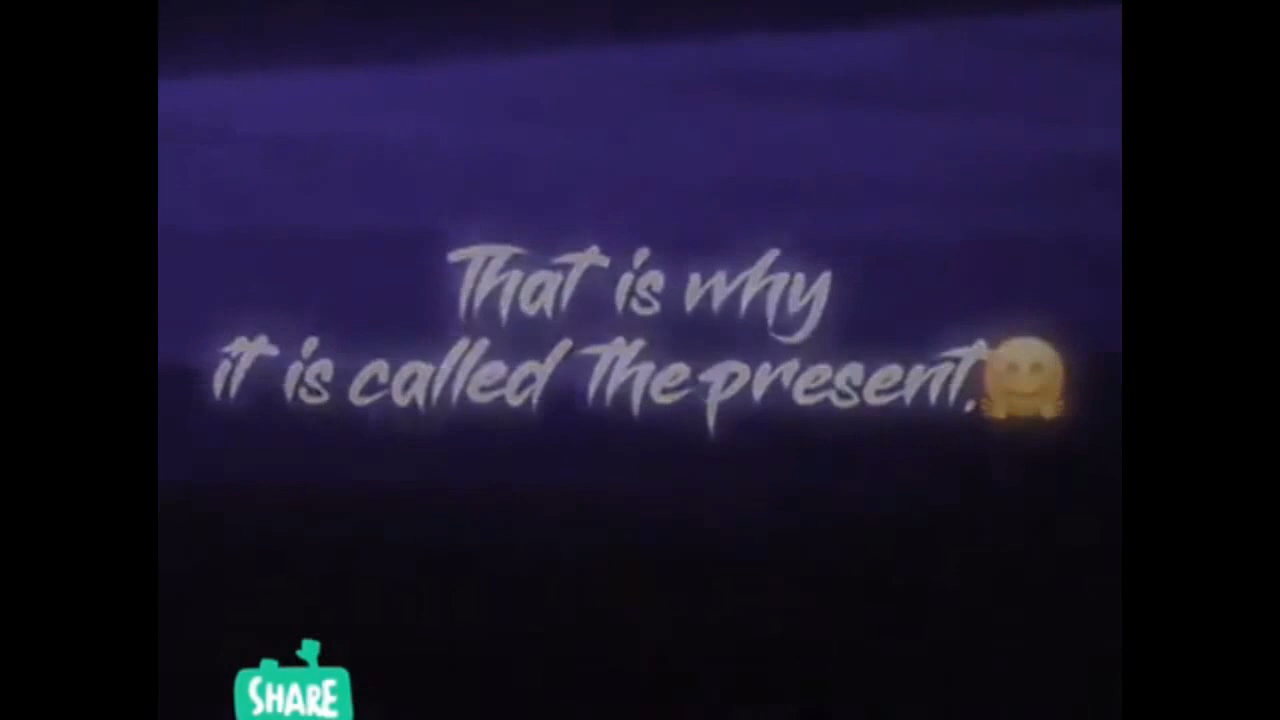 That is why
it is called the present.🤗
SHARE